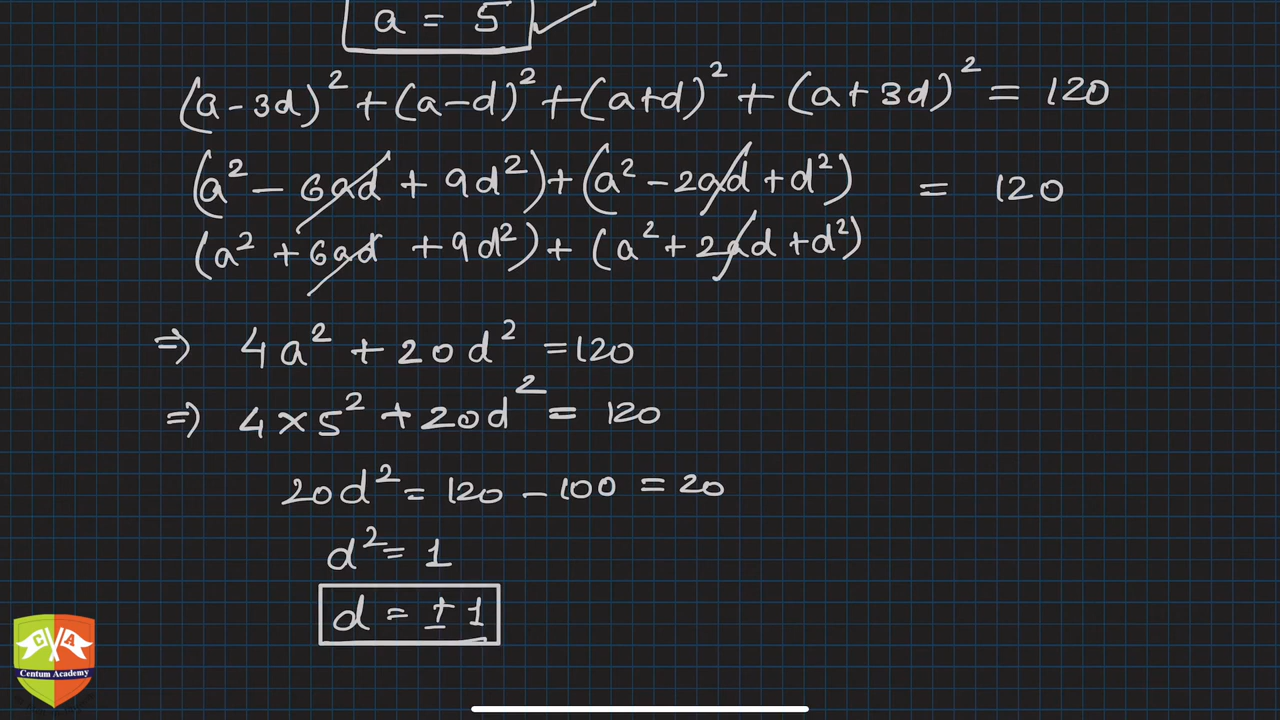 a = 5
(a - 3d)² + (a - d)² + (a + d)² + (a + 3d)² = 120
(a² - 6ad + 9d²) + (a² - 2ad + d²) = 120
(a² + 6ad + 9d²) + (a² + 2ad + d²)
⇒ 4a² + 20d² = 120
⇒ 4 × 5² + 20d² = 120
20d² = 120 - 100 = 20
d² = 1
d = ± 1
C A
Centum Academy